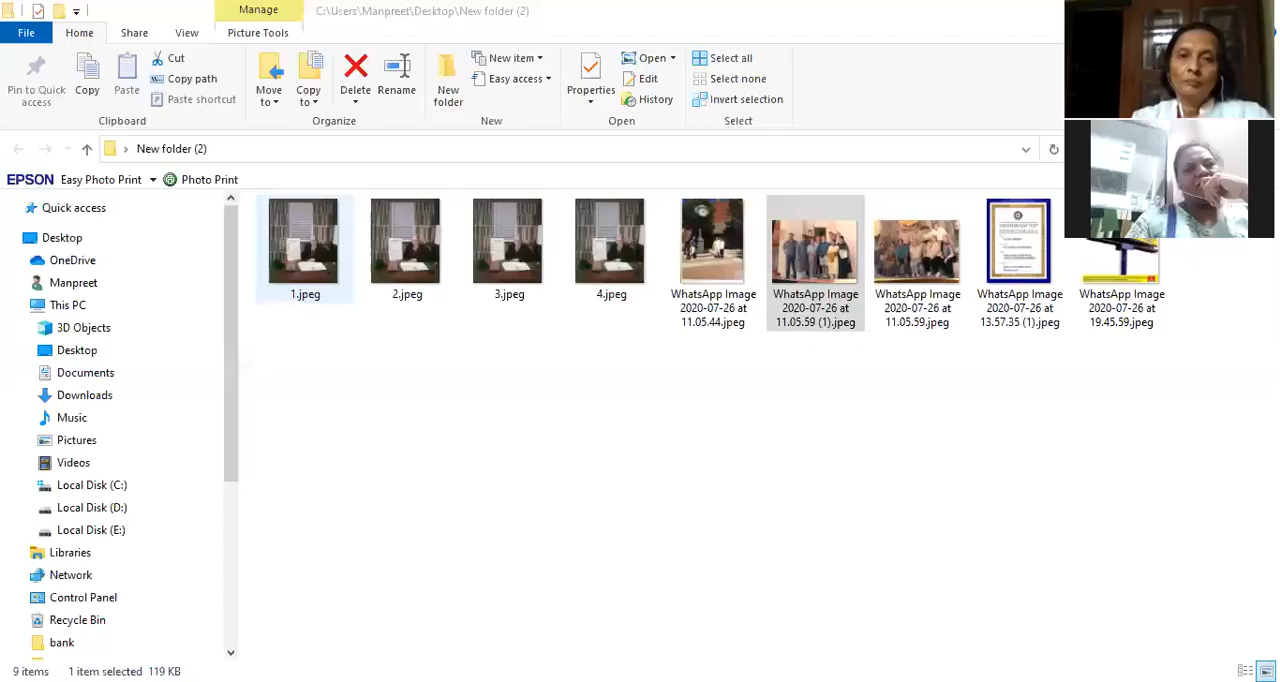 Manage
C:\Users\Manpreet\Desktop\New folder (2)
File
Home
Share
View
Picture Tools
Pin to Quick
access
Copy
Paste
Cut
Copy path
Paste shortcut
Clipboard
Move
to
Copy
to
Delete
Rename
Organize
New
folder
New item
Easy access
New
Properties
Open
Edit
History
Open
Select all
Select none
Invert selection
Select
New folder (2)
EPSON Easy Photo Print
Photo Print
Quick access
Desktop
OneDrive
Manpreet
This PC
3D Objects
Desktop
Documents
Downloads
Music
Pictures
Videos
Local Disk (C:)
Local Disk (D:)
Local Disk (E:)
Libraries
Network
Control Panel
Recycle Bin
bank
1.jpeg
2.jpeg
3.jpeg
4.jpeg
WhatsApp Image
2020-07-26 at
11.05.44.jpeg
WhatsApp Image
2020-07-26 at
11.05.59 (1).jpeg
WhatsApp Image
2020-07-26 at
11.05.59.jpeg
WhatsApp Image
2020-07-26 at
13.57.35 (1).jpeg
WhatsApp Image
2020-07-26 at
19.45.59.jpeg
9 items
1 item selected 119 KB